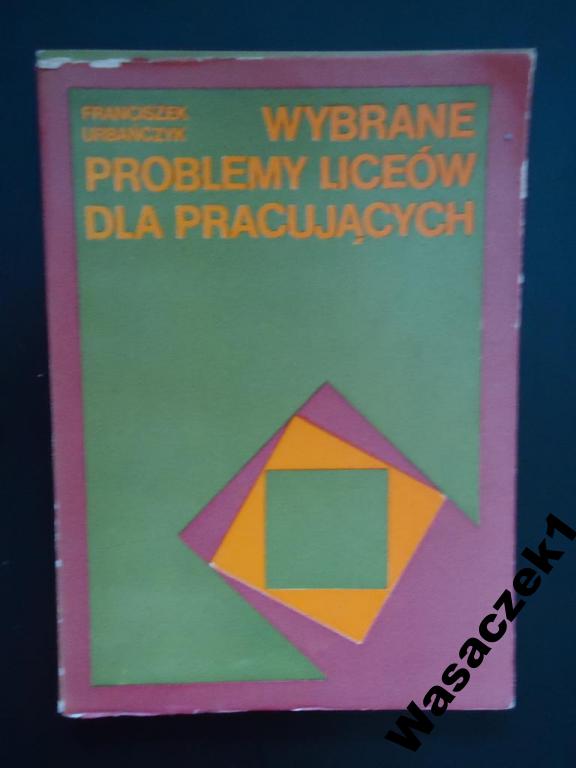 FRANCISZEK
URBAŃCZYK
WYBRANE
PROBLEMY LICEÓW
DLA PRACUJĄCYCH
Wasaczek1